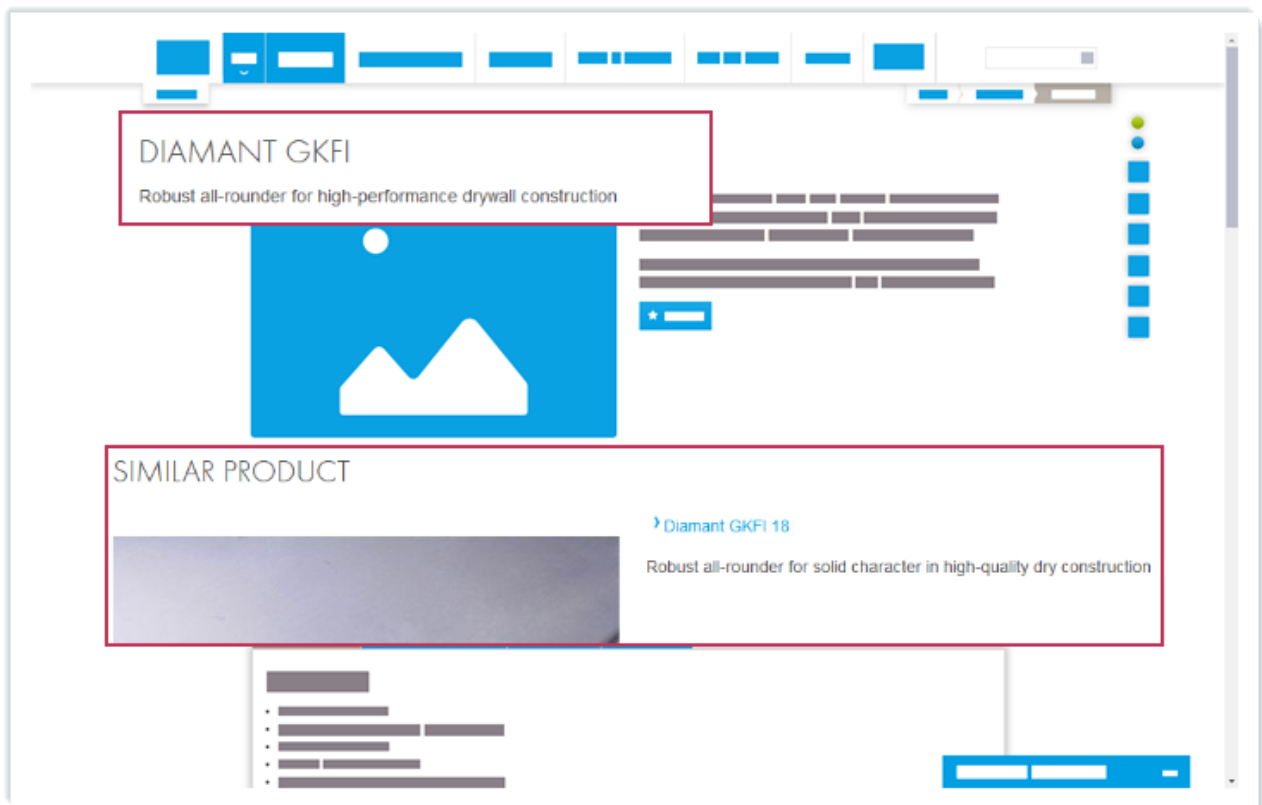 DIAMANT GKFI
Robust all-rounder for high-performance drywall construction
SIMILAR PRODUCT
Diamant GKFI 18
Robust all-rounder for solid character in high-quality dry construction